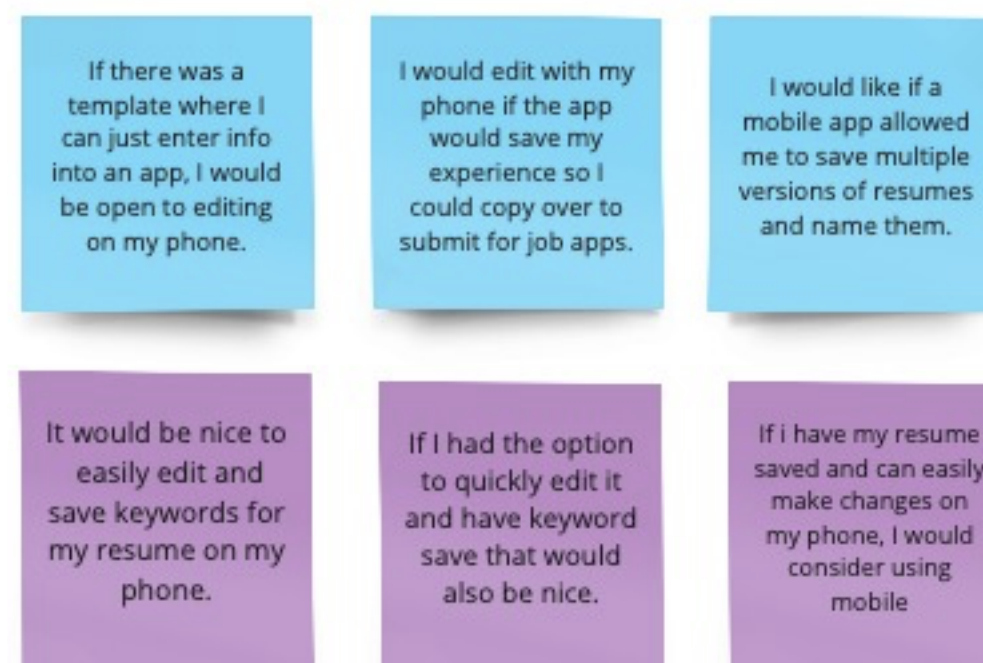 If there was a
template where I
can just enter info
into an app, I would
be open to editing
on my phone.
I would edit with my
phone if the app
would save my
experience so I
could copy over to
submit for job apps.
I would like if a
mobile app allowed
me to save multiple
versions of resumes
and name them.
It would be nice to
easily edit and
save keywords for
my resume on my
phone.
If I had the option
to quickly edit it
and have keyword
save that would
also be nice.
If i have my resume
saved and can easily
make changes on
my phone, I would
consider using
mobile